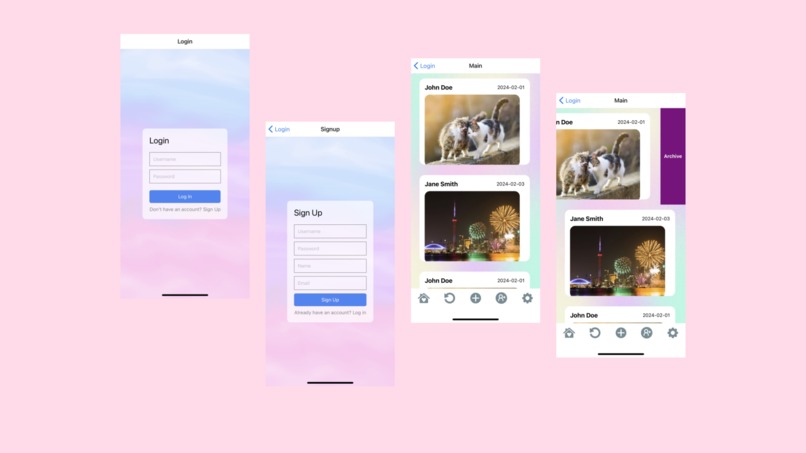 Login
Login
Username
Password
Log in
Don't have an account? Sign Up
Login
Signup
Sign Up
Username
Password
Name
Email
Sign Up
Already have an account? Log in
Login
Main
John Doe 2024-02-01
Jane Smith 2024-02-03
John Doe 2024-02-01
Login
Main
n Doe 2024-02-01
Archive
Jane Smith 2024-02-03
John Doe 2024-02-01